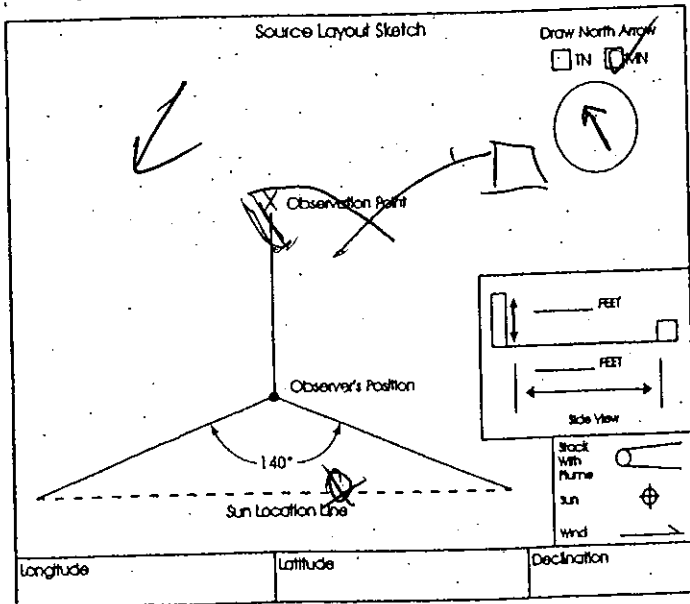 Source Layout Sketch
Draw North Arrow
TN MN
Observation Point
FEET
FEET
Side View
Observer's Position
140°
Sun Location Line
Stack
With
Plume
Sun
Wind
Longitude Latitude Declination